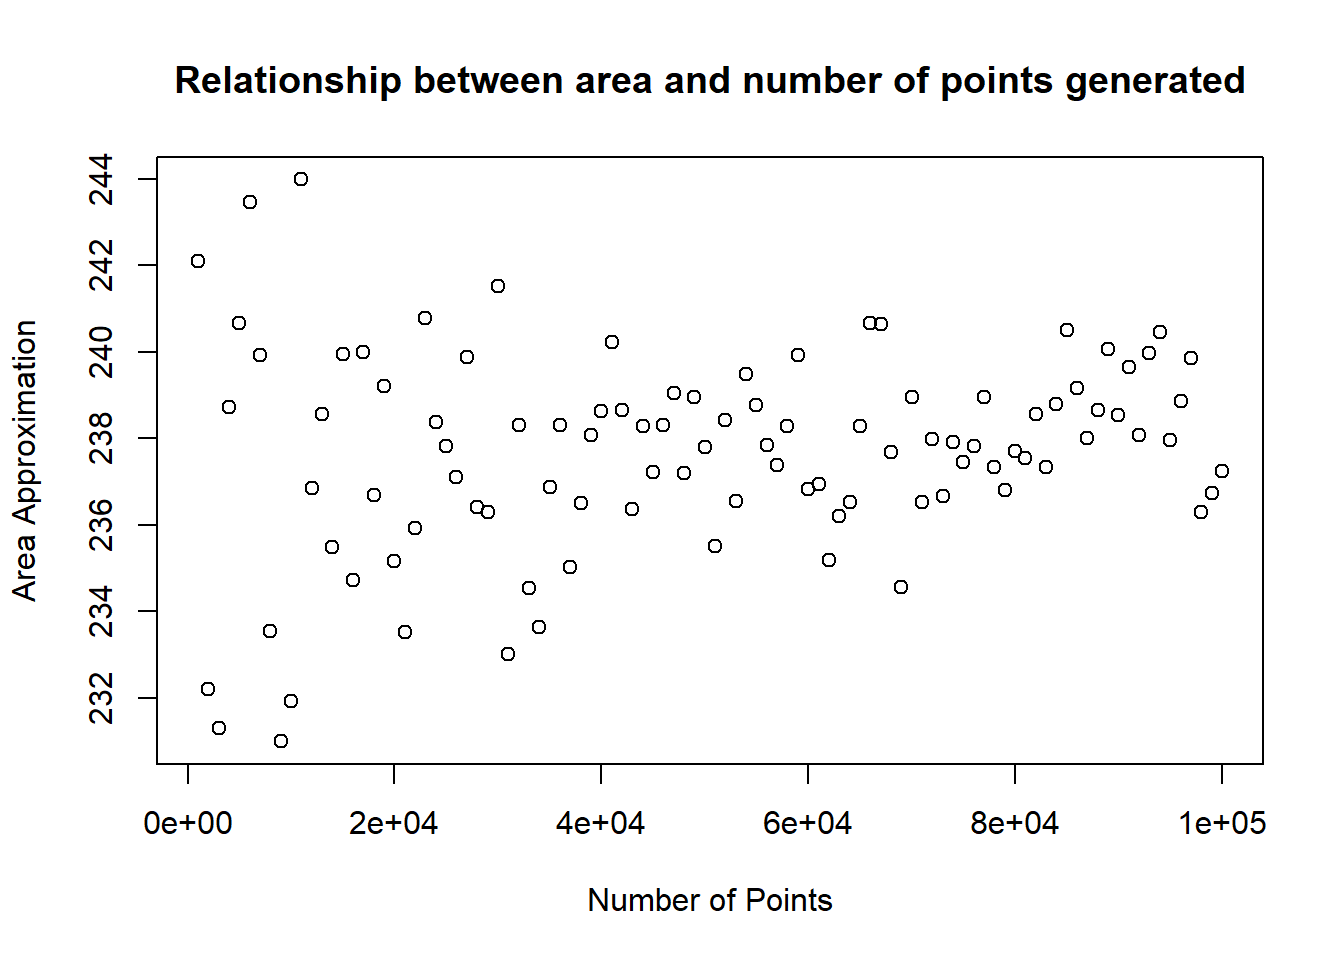 Relationship between area and number of points generated
Area Approximation
244
242
240
238
236
234
232
0e+00 2e+04 4e+04 6e+04 8e+04 1e+05
Number of Points